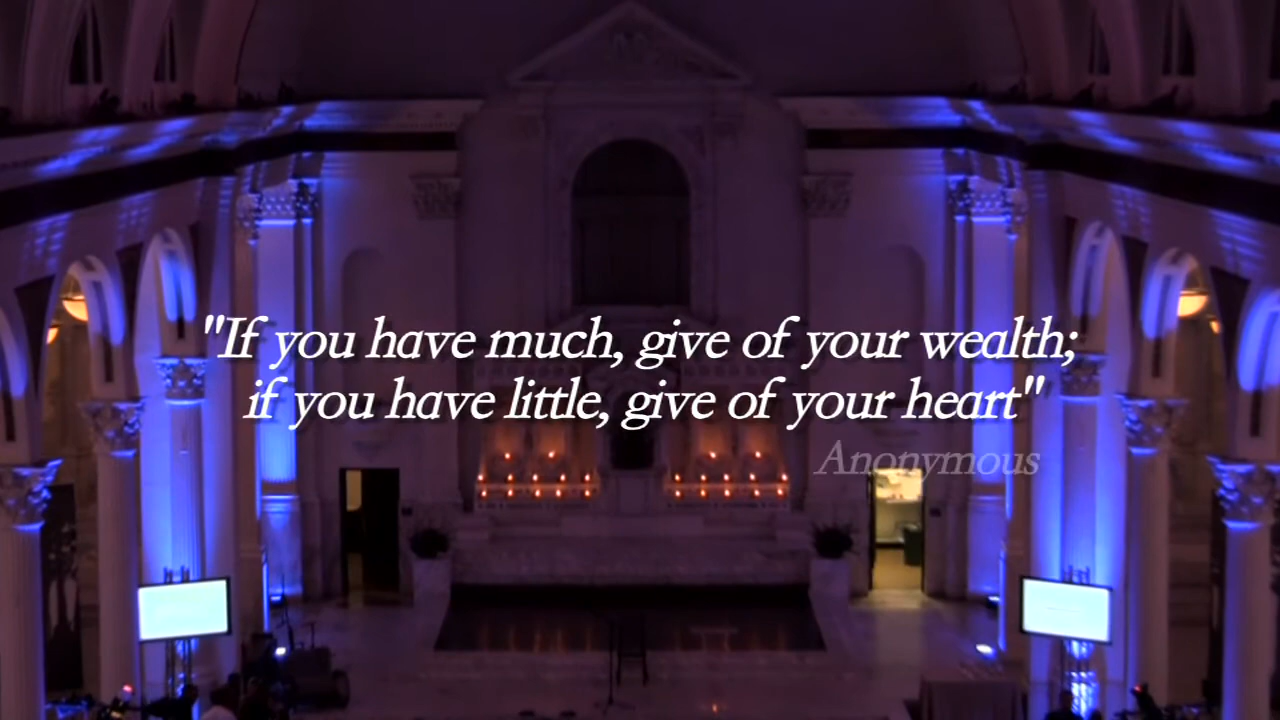 "If you have much, give of your wealth;
if you have little, give of your heart"
Anonymous